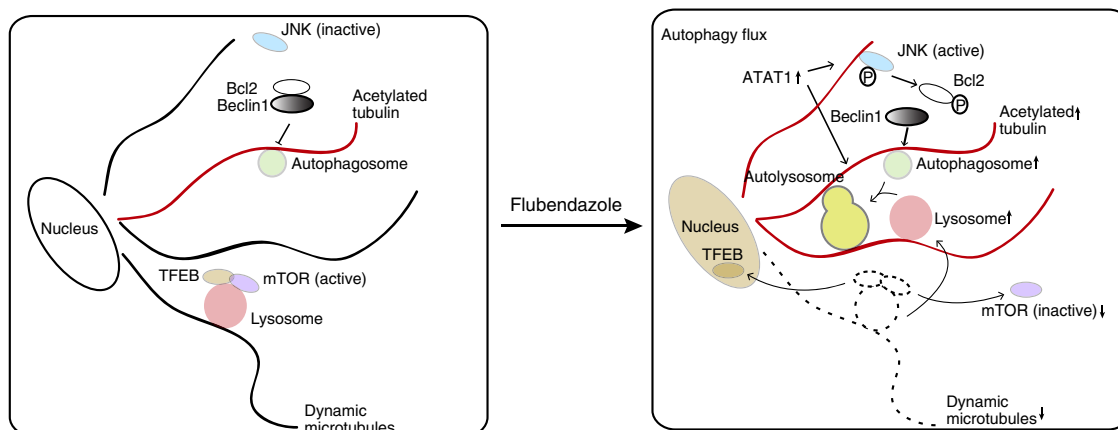 JNK (inactive)
Bcl2
Beclin1
Acetylated
tubulin
Autophagosome
Nucleus
TFEB
mTOR (active)
Lysosome
Dynamic
microtubules
Flubendazole
Autophagy flux
JNK (active)
ATAT1↑
P
Bcl2
P
Beclin1
Acetylated↑
tubulin
Autophagosome↑
Autolysosome
Lysosome↑
Nucleus
TFEB
mTOR (inactive)↓
Dynamic
microtubules↓